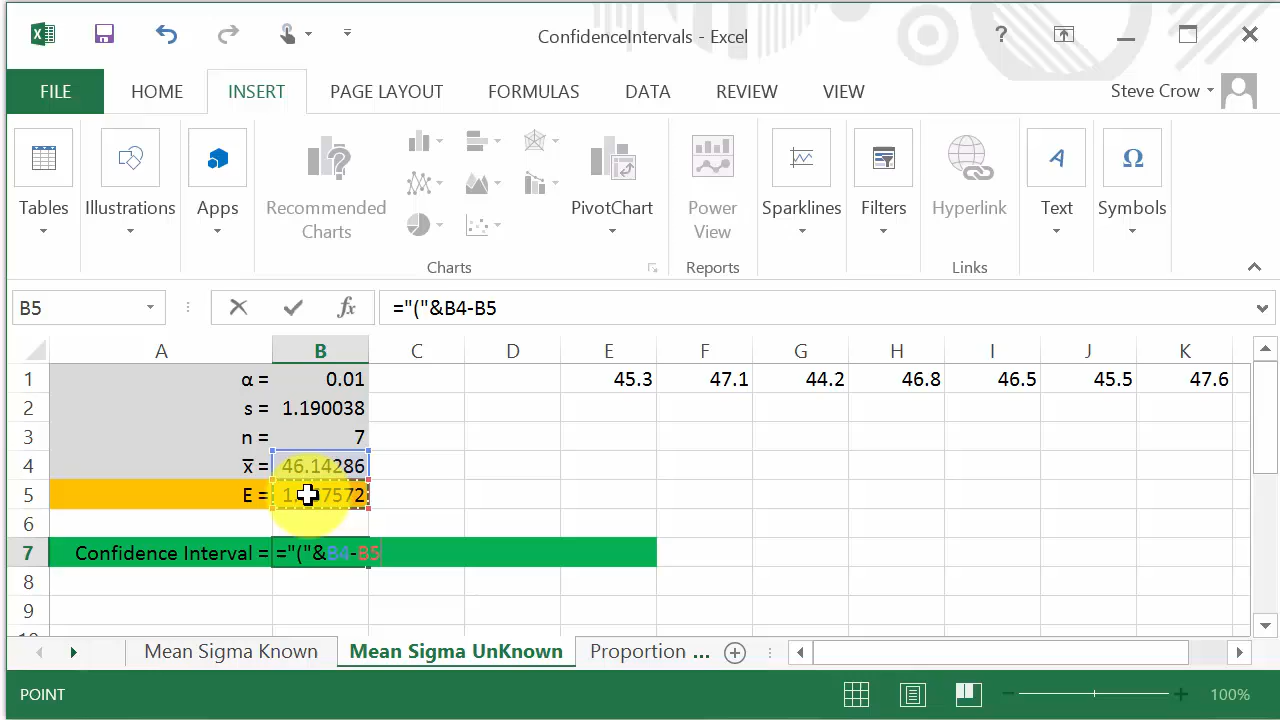 ConfidenceIntervals - Excel
?
FILE HOME INSERT PAGE LAYOUT FORMULAS DATA REVIEW VIEW Steve Crow
Tables Illustrations Apps Recommended Charts PivotChart Power View Sparklines Filters Hyperlink Text Symbols
Charts Reports Links
B5 fx ="("&B4-B5
A B C D E F G H I J K
1 α = 0.01 45.3 47.1 44.2 46.8 46.5 45.5 47.6
2 s = 1.190038
3 n = 7
4 x̅ = 46.14286
5 E =
6
7 Confidence Interval = ="("&B4-B5
8
9
Mean Sigma Known Mean Sigma UnKnown Proportion ...
POINT 100%